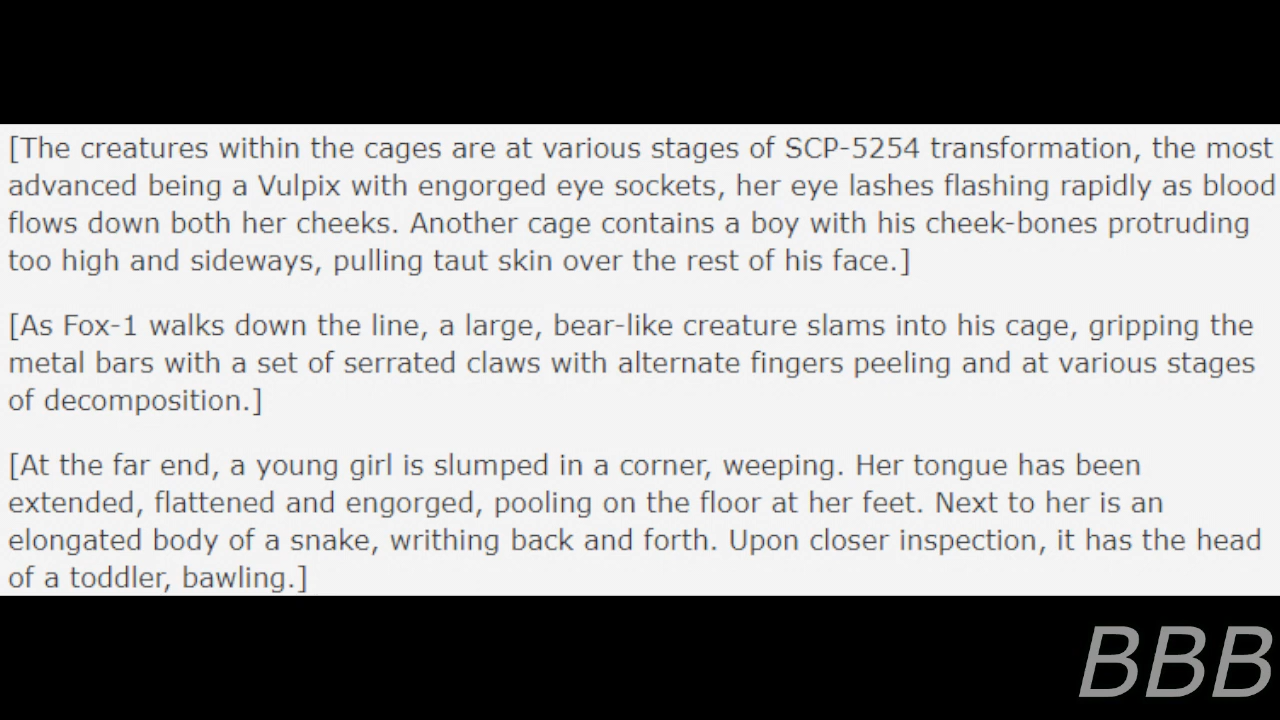 [The creatures within the cages are at various stages of SCP-5254 transformation, the most
advanced being a Vulpix with engorged eye sockets, her eye lashes flashing rapidly as blood
flows down both her cheeks. Another cage contains a boy with his cheek-bones protruding
too high and sideways, pulling taut skin over the rest of his face.]
[As Fox-1 walks down the line, a large, bear-like creature slams into his cage, gripping the
metal bars with a set of serrated claws with alternate fingers peeling and at various stages
of decomposition.]
[At the far end, a young girl is slumped in a corner, weeping. Her tongue has been
extended, flattened and engorged, pooling on the floor at her feet. Next to her is an
elongated body of a snake, writhing back and forth. Upon closer inspection, it has the head
of a toddler, bawling.]
BBB